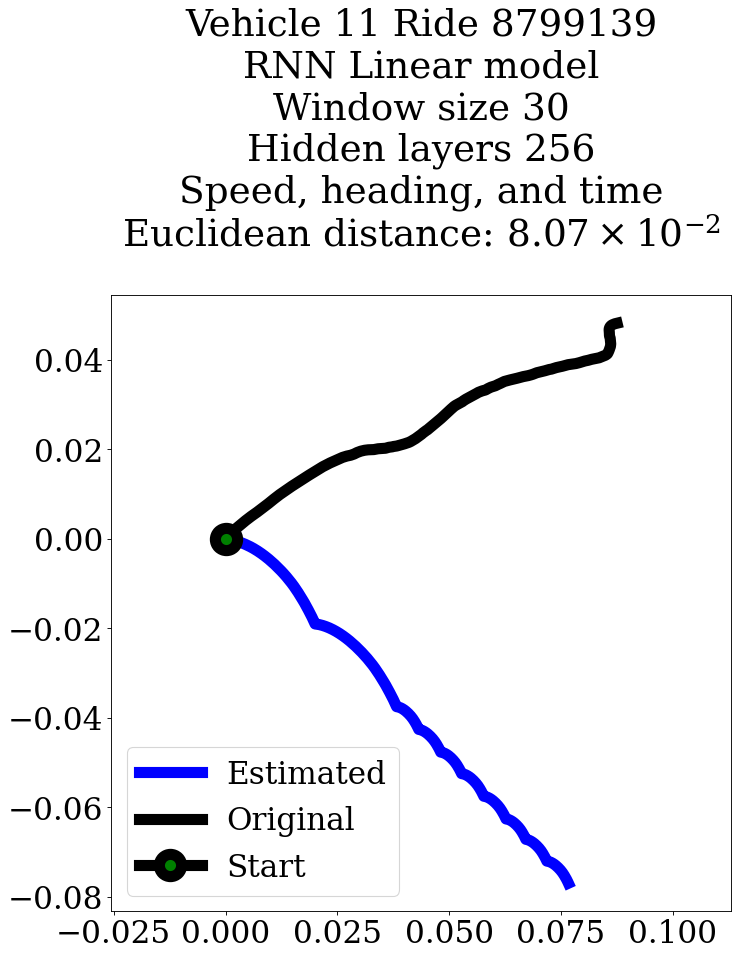 Vehicle 11 Ride 8799139
RNN Linear model
Window size 30
Hidden layers 256
Speed, heading, and time
Euclidean distance: 8.07 × 10⁻²
0.04
0.02
0.00
−0.02
−0.04
−0.06
−0.08
Estimated
Original
Start
−0.025 0.000 0.025 0.050 0.075 0.100